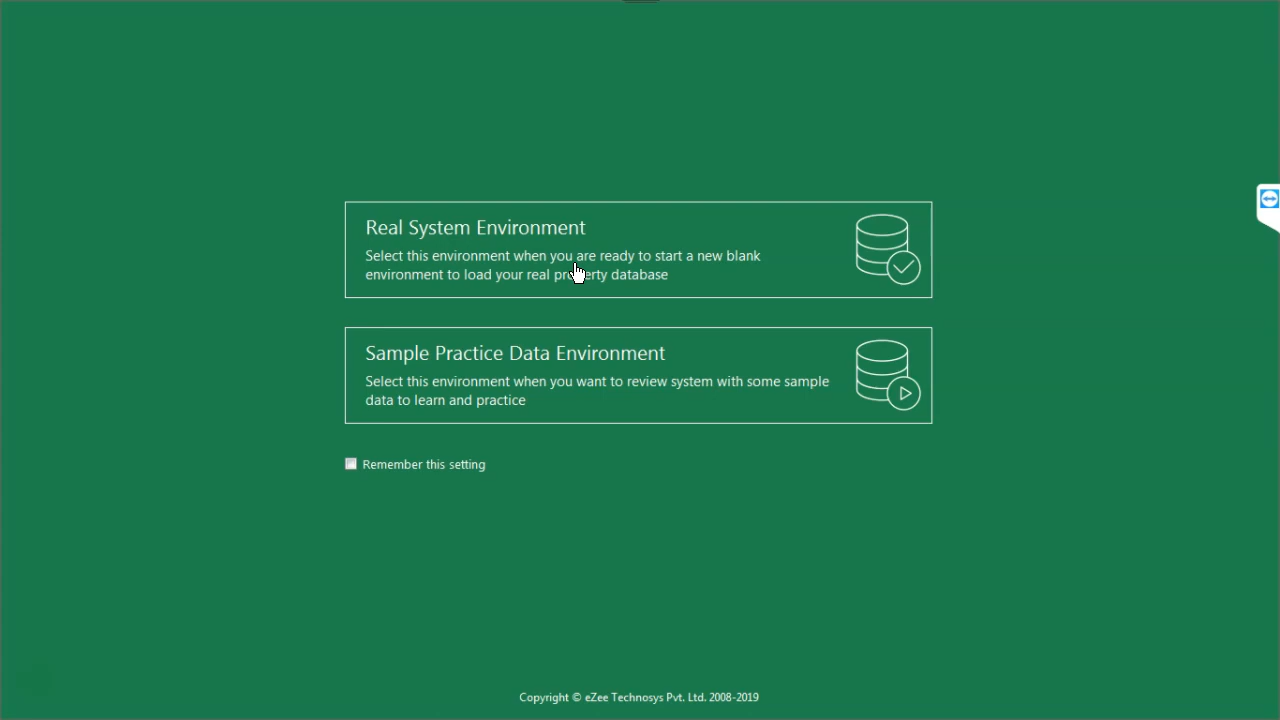 Real System Environment
Select this environment when you are ready to start a new blank
environment to load your real property database
Sample Practice Data Environment
Select this environment when you want to review system with some sample
data to learn and practice
Remember this setting
Copyright © eZee Technosys Pvt. Ltd. 2008-2019